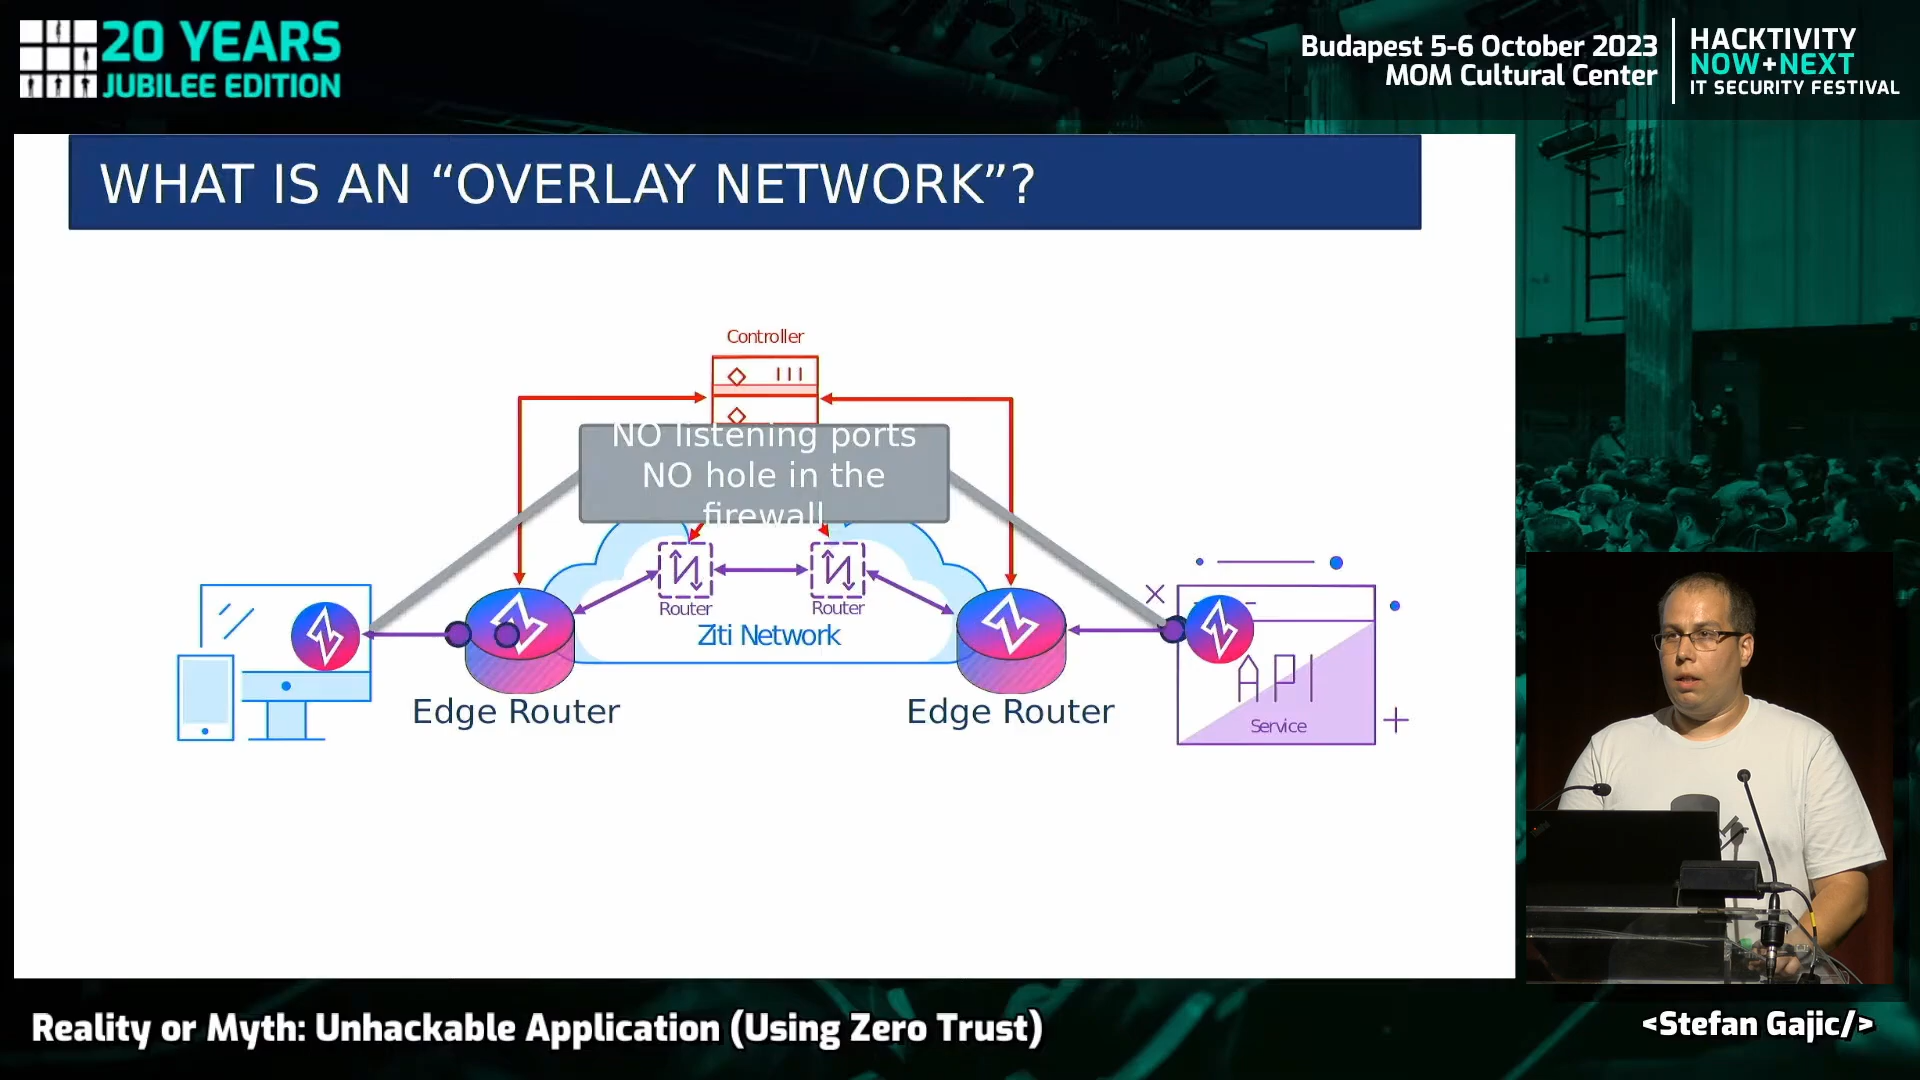 20 YEARS
JUBILEE EDITION
Budapest 5-6 October 2023
MOM Cultural Center
HACKTIVITY
NOW+NEXT
IT SECURITY FESTIVAL
WHAT IS AN “OVERLAY NETWORK”?
Controller
NO listening ports
NO hole in the
firewall
Router
Router
Ziti Network
Edge Router
Edge Router
API
Service
Reality or Myth: Unhackable Application (Using Zero Trust)
<Stefan Gajic/>